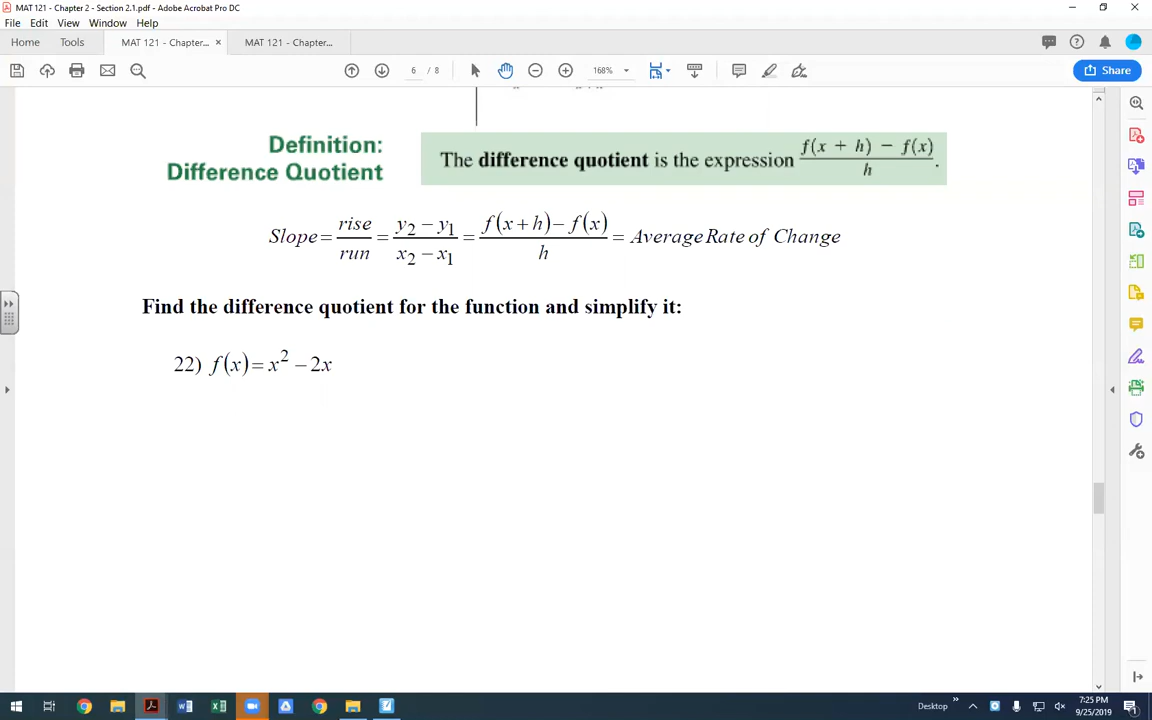 MAT 121 - Chapter 2 - Section 2.1.pdf - Adobe Acrobat Pro DC
File Edit View Window Help
Home Tools MAT 121 - Chapter... × MAT 121 - Chapter...
6 / 8 168% Share
Definition:
Difference Quotient
The difference quotient is the expression f(x + h) − f(x) / h .
Slope = rise / run = y₂ − y₁ / x₂ − x₁ = f(x + h) − f(x) / h = Average Rate of Change
Find the difference quotient for the function and simplify it:
22) f(x) = x² − 2x
Desktop » 7:25 PM
9/25/2019